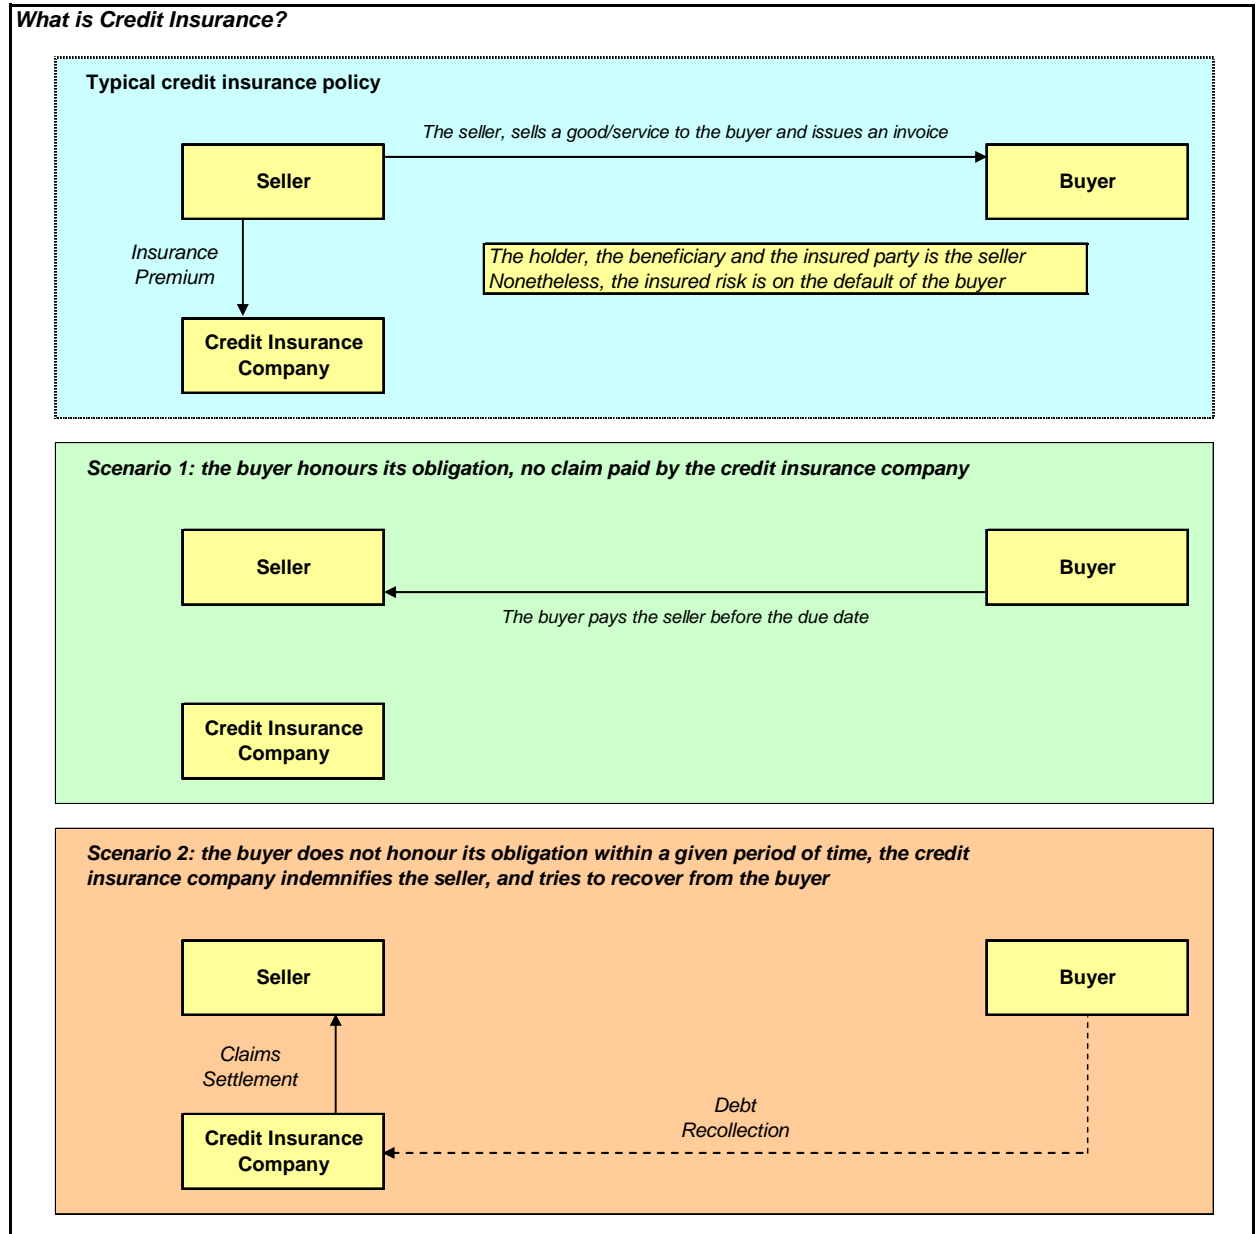 What is Credit Insurance?
Typical credit insurance policy
The seller, sells a good/service to the buyer and issues an invoice
Seller
Buyer
Insurance
Premium
The holder, the beneficiary and the insured party is the seller
Nonetheless, the insured risk is on the default of the buyer
Credit Insurance
Company
Scenario 1: the buyer honours its obligation, no claim paid by the credit insurance company
Seller
Buyer
The buyer pays the seller before the due date
Credit Insurance
Company
Scenario 2: the buyer does not honour its obligation within a given period of time, the credit
insurance company indemnifies the seller, and tries to recover from the buyer
Seller
Buyer
Claims
Settlement
Debt
Recollection
Credit Insurance
Company